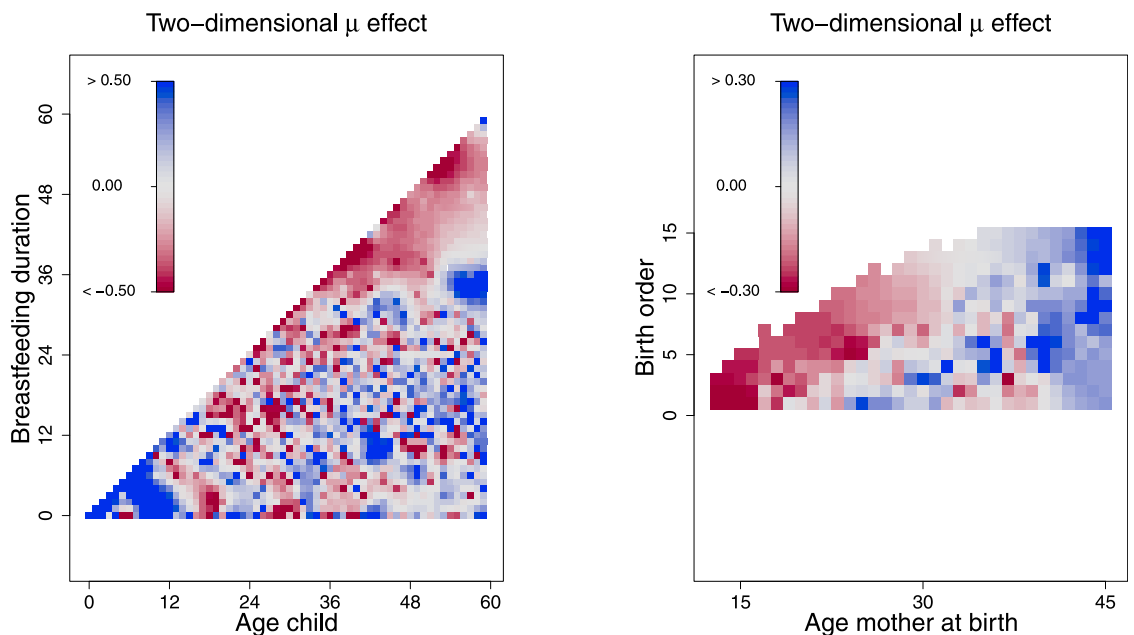 Two−dimensional μ effect
> 0.50
0.00
< −0.50
Breastfeeding duration
60
48
36
24
12
0
0 12 24 36 48 60
Age child
Two−dimensional μ effect
> 0.30
0.00
< −0.30
Birth order
15
10
5
0
15 30 45
Age mother at birth